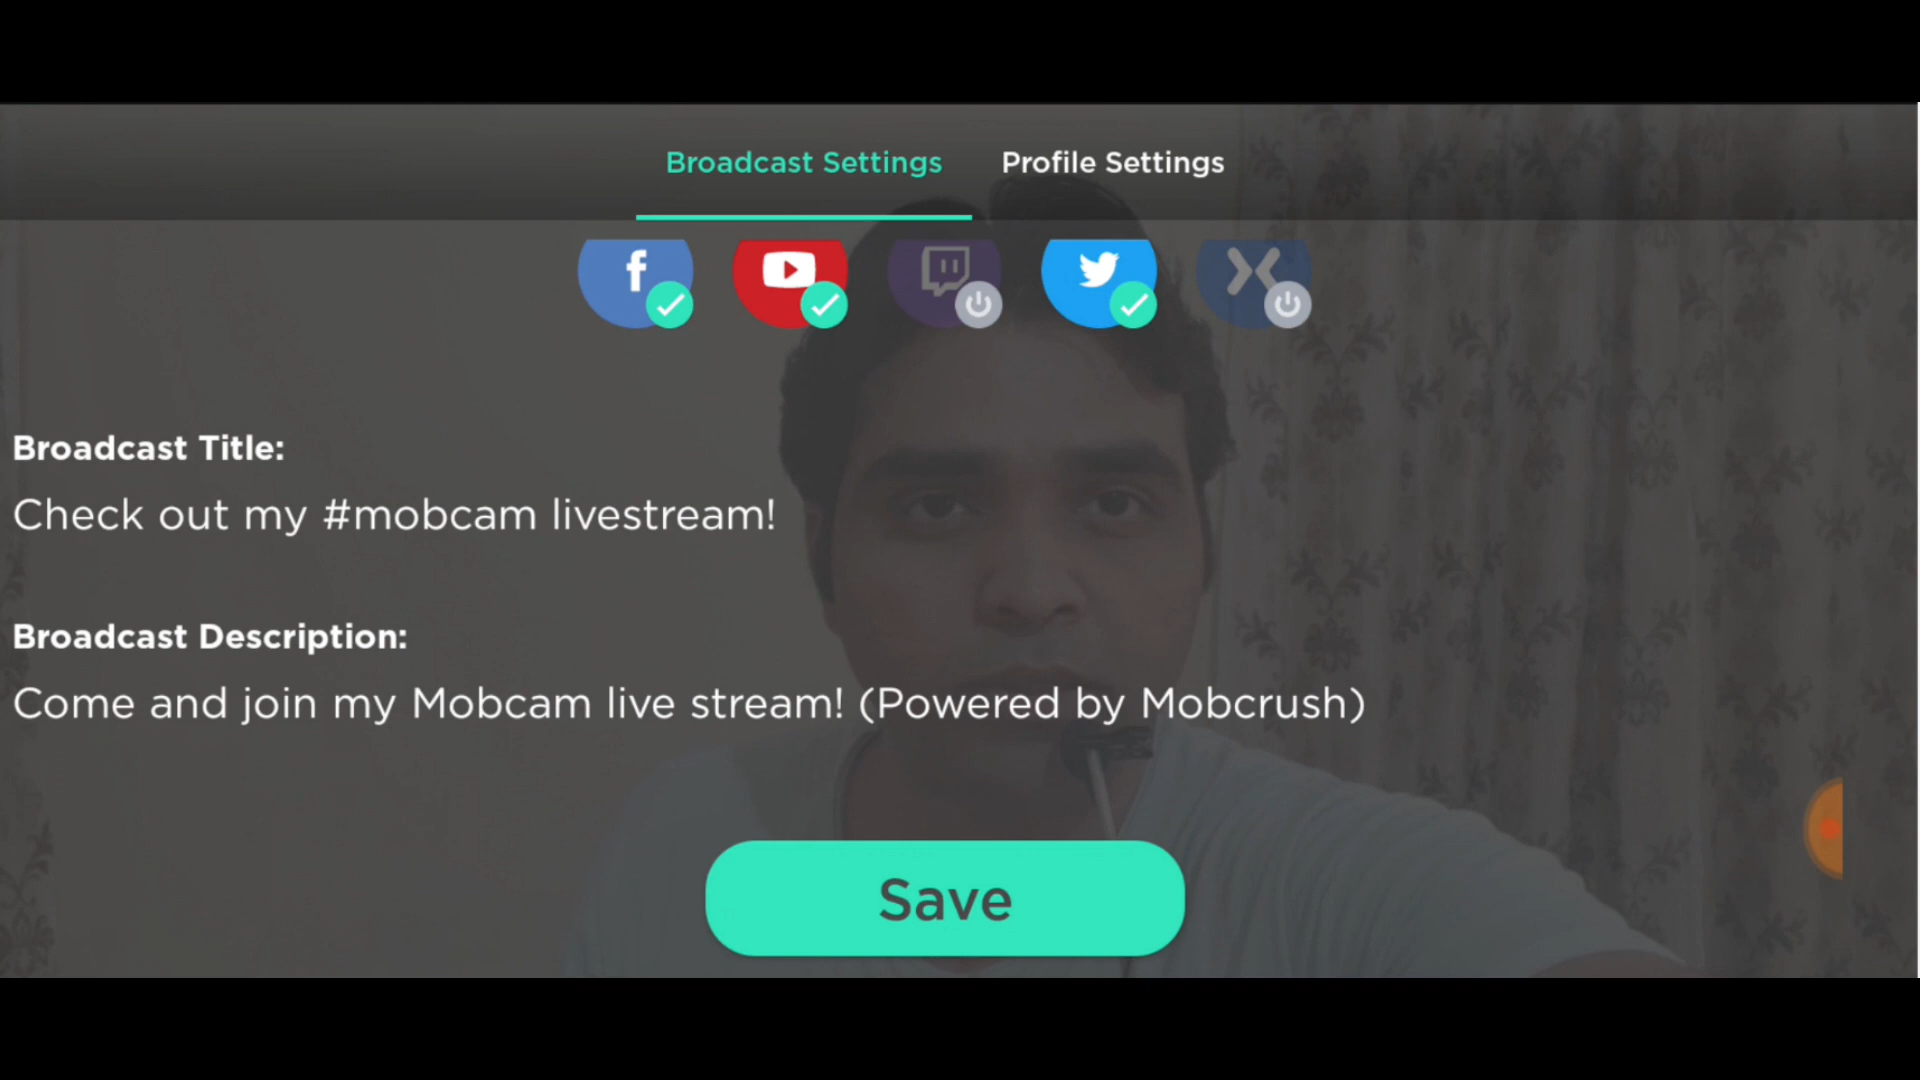 Broadcast Settings Profile Settings
Broadcast Title:
Check out my #mobcam livestream!
Broadcast Description:
Come and join my Mobcam live stream! (Powered by Mobcrush)
Save